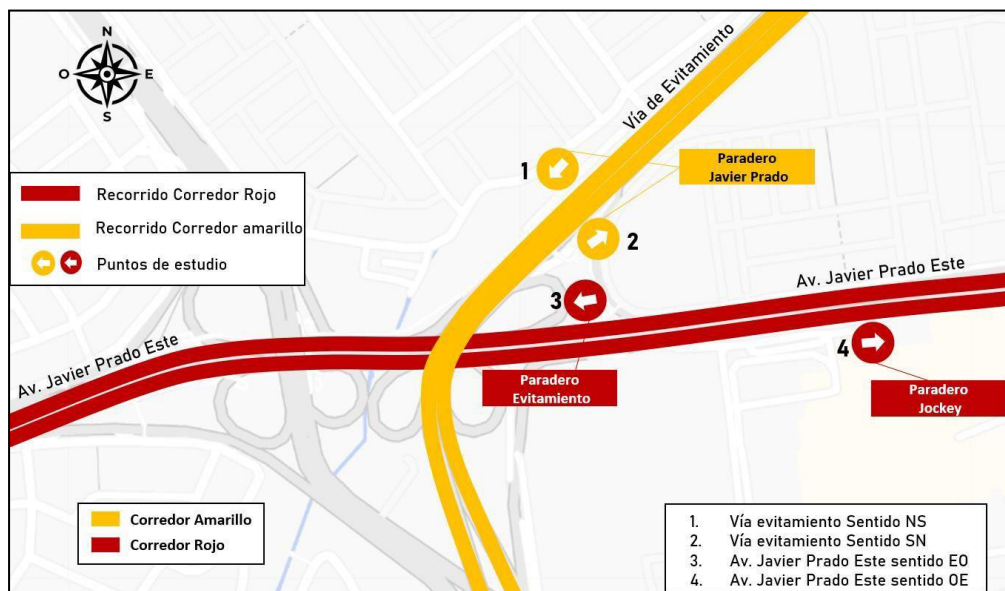 N
O
E
S
Vía de Evitamiento
1
Paradero
Javier Prado
Recorrido Corredor Rojo
Recorrido Corredor amarillo
Puntos de estudio
2
3
Av. Javier Prado Este
4
Av. Javier Prado Este
Paradero
Evitamiento
Paradero
Jockey
Corredor Amarillo
Corredor Rojo
1. Vía evitamiento Sentido NS
2. Vía evitamiento Sentido SN
3. Av. Javier Prado Este sentido EO
4. Av. Javier Prado Este sentido OE